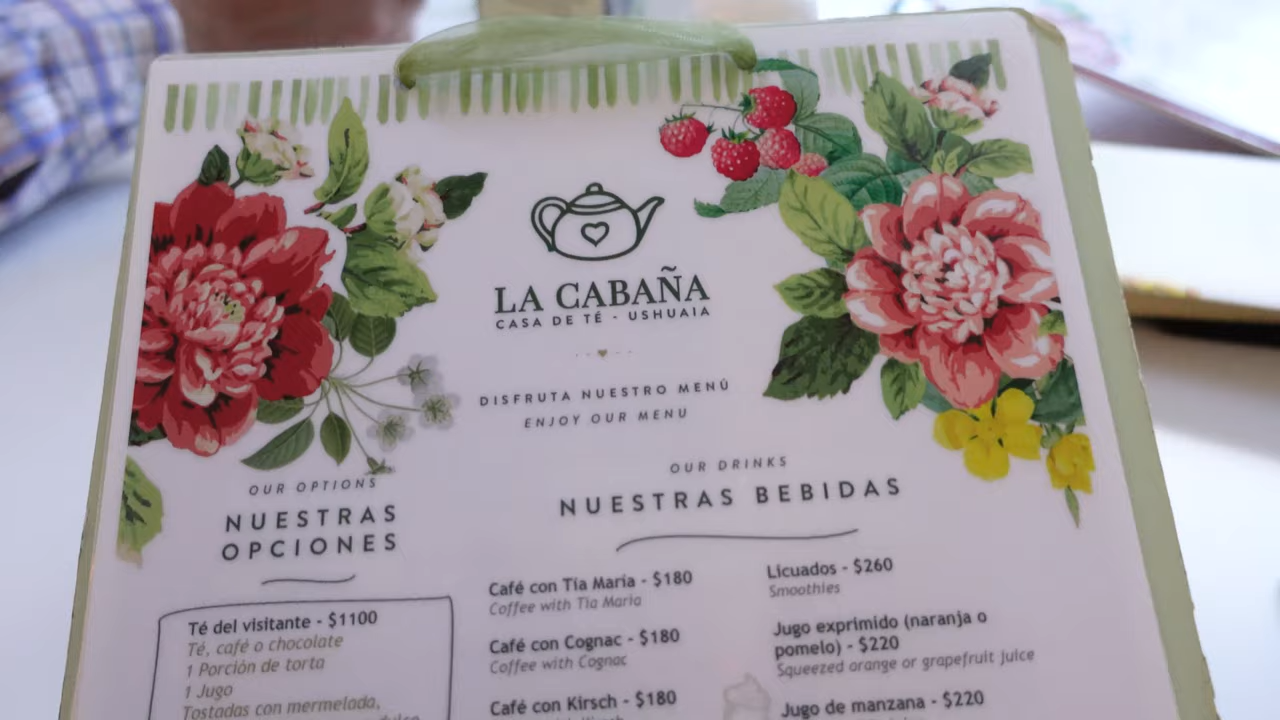 LA CABAÑA
CASA DE TÉ - USHUAIA
DISFRUTA NUESTRO MENÚ
ENJOY OUR MENU
OUR OPTIONS
NUESTRAS
OPCIONES
Té del visitante - $1100
Té, café o chocolate
1 Porción de torta
1 Jugo
Tostadas con mermelada,
dulce
OUR DRINKS
NUESTRAS BEBIDAS
Café con Tía María - $180
Coffee with Tia Maria
Café con Cognac - $180
Coffee with Cognac
Café con Kirsch - $180
Licuados - $260
Smoothies
Jugo exprimido (naranja o
pomelo) - $220
Squeezed orange or grapefruit juice
Jugo de manzana - $220